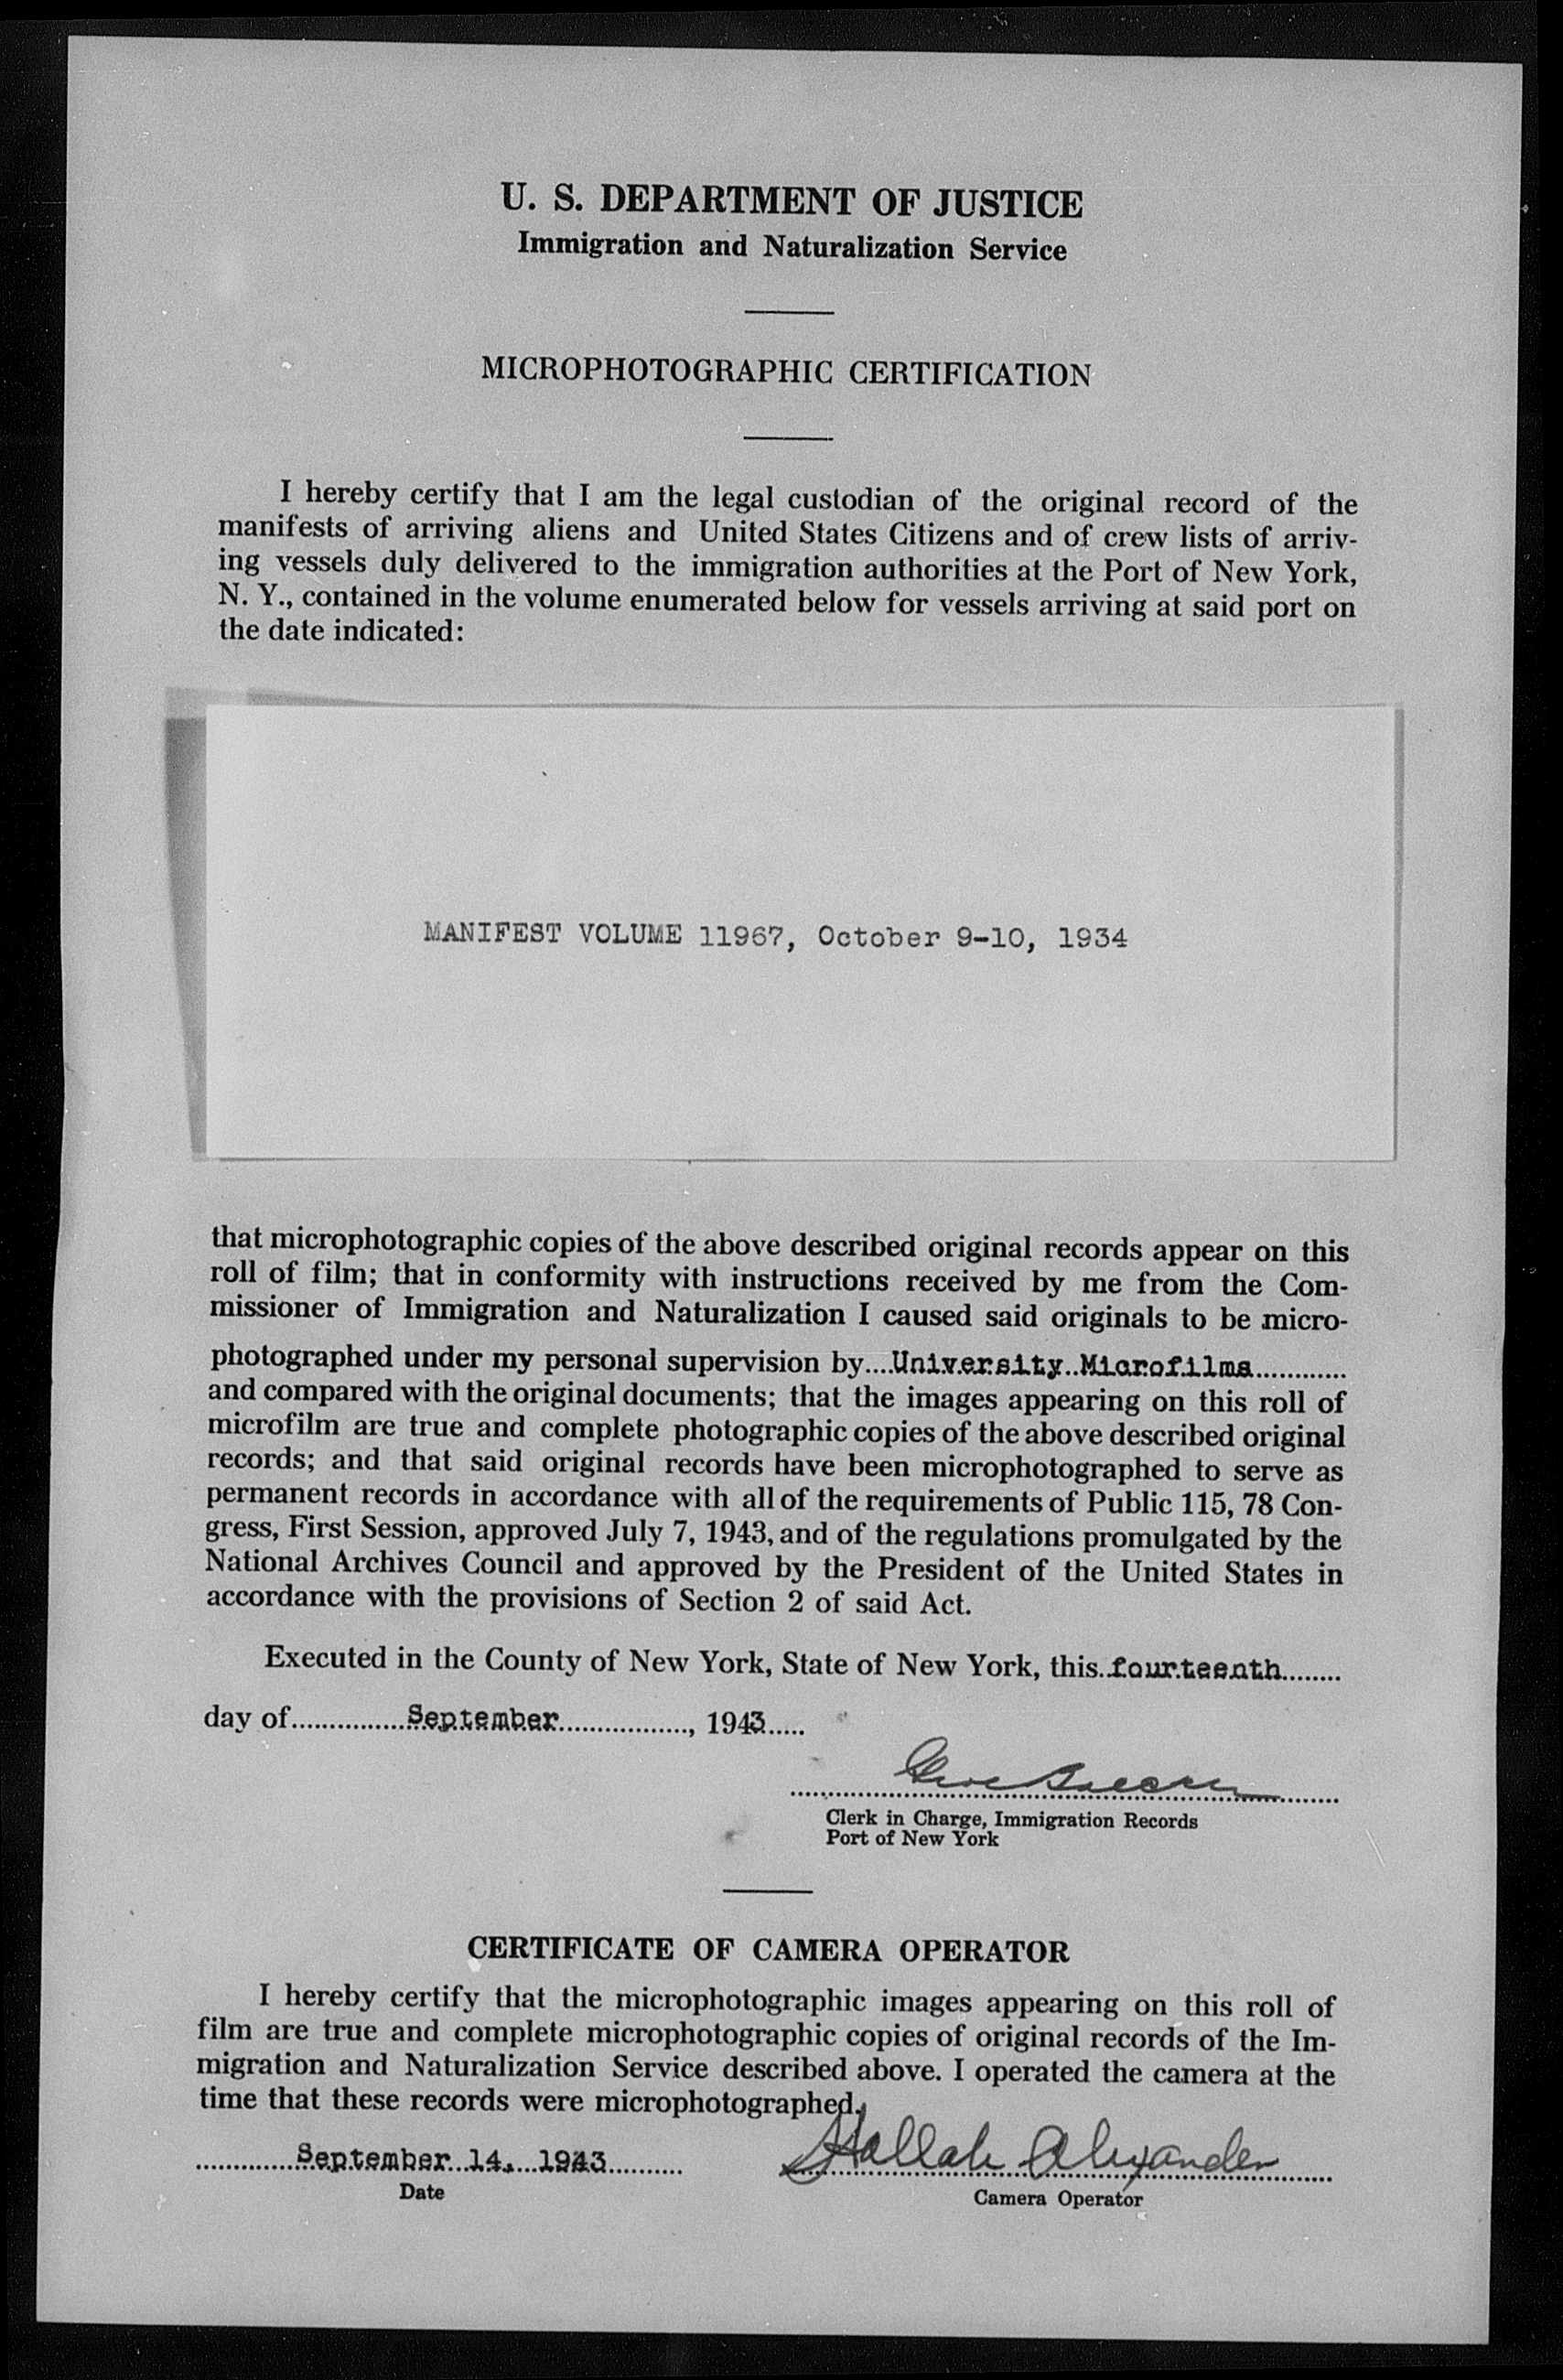 U. S. DEPARTMENT OF JUSTICE
Immigration and Naturalization Service
MICROPHOTOGRAPHIC CERTIFICATION
I hereby certify that I am the legal custodian of the original record of the
manifests of arriving aliens and United States Citizens and of crew lists of arriv-
ing vessels duly delivered to the immigration authorities at the Port of New York,
N. Y., contained in the volume enumerated below for vessels arriving at said port on
the date indicated:
MANIFEST VOLUME 11967, October 9-10, 1934
that microphotographic copies of the above described original records appear on this
roll of film; that in conformity with instructions received by me from the Com-
missioner of Immigration and Naturalization I caused said originals to be micro-
photographed under my personal supervision by....University Microfilms............
and compared with the original documents; that the images appearing on this roll of
microfilm are true and complete photographic copies of the above described original
records; and that said original records have been microphotographed to serve as
permanent records in accordance with all of the requirements of Public 115, 78 Con-
gress, First Session, approved July 7, 1943, and of the regulations promulgated by the
National Archives Council and approved by the President of the United States in
accordance with the provisions of Section 2 of said Act.
Executed in the County of New York, State of New York, this..fourteenth........
day of................September................., 1943.....
Clerk in Charge, Immigration Records
Port of New York
CERTIFICATE OF CAMERA OPERATOR
I hereby certify that the microphotographic images appearing on this roll of
film are true and complete microphotographic copies of original records of the Im-
migration and Naturalization Service described above. I operated the camera at the
time that these records were microphotographed.
.............September 14, 1943.......... Hallah Alexander
Date
Camera Operator